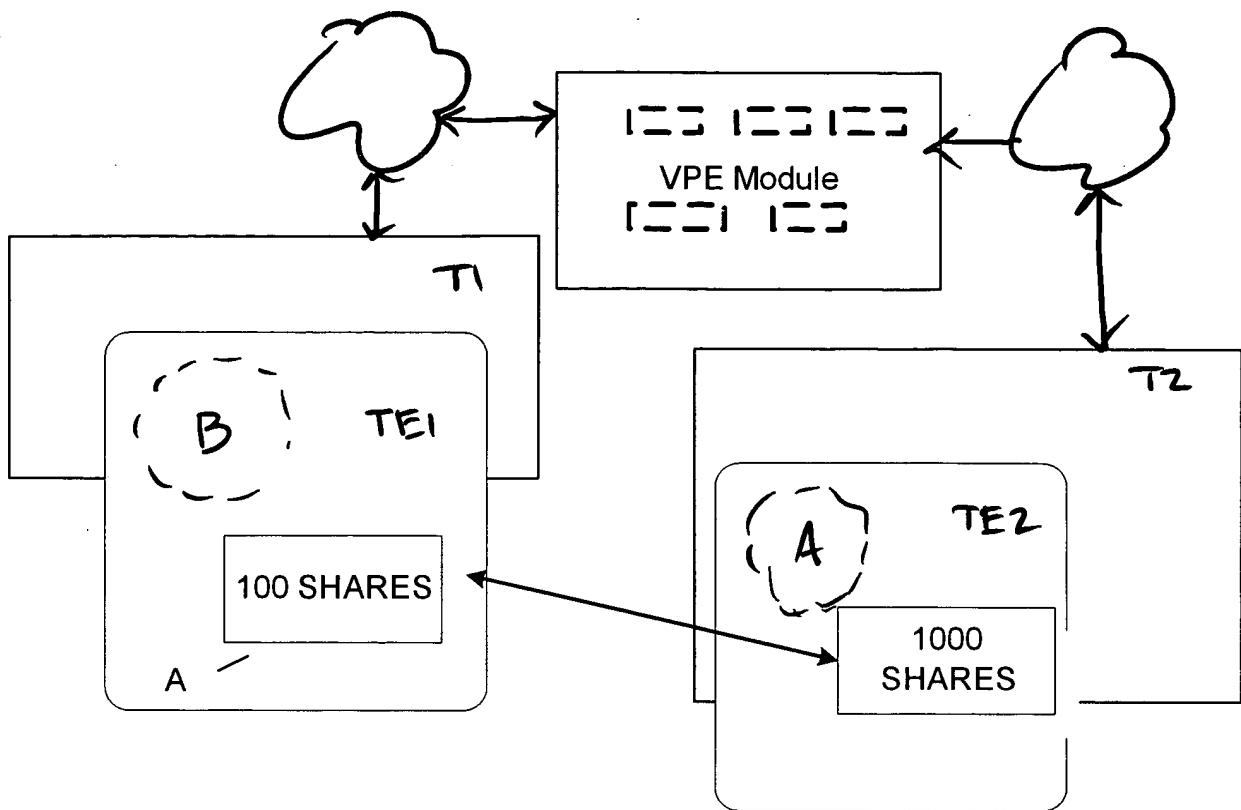 VPE Module
T1
B
TE1
100 SHARES
A
T2
A
TE2
1000
SHARES